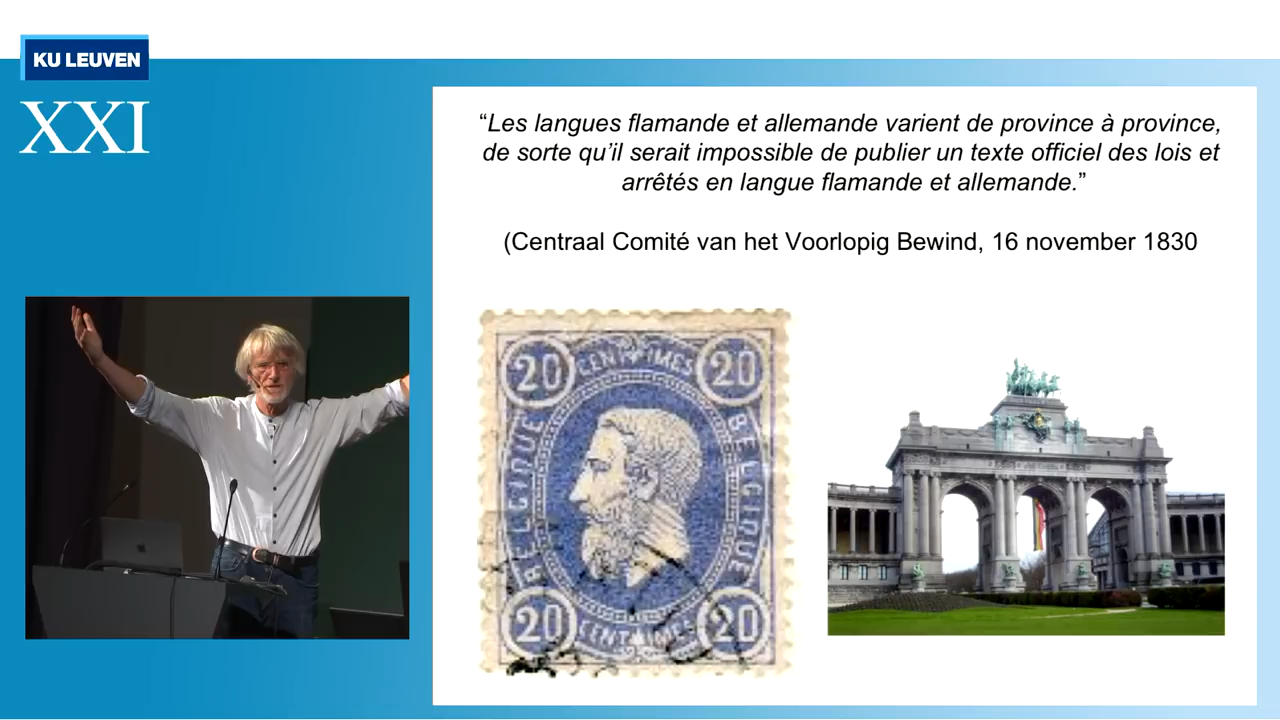 KU LEUVEN
XXI
“Les langues flamande et allemande varient de province à province,
de sorte qu’il serait impossible de publier un texte officiel des lois et
arrêtés en langue flamande et allemande.”
(Centraal Comité van het Voorlopig Bewind, 16 november 1830
20 CENTIMES 20
BELGIQUE BELGIQUE
20 CENTIMES 20